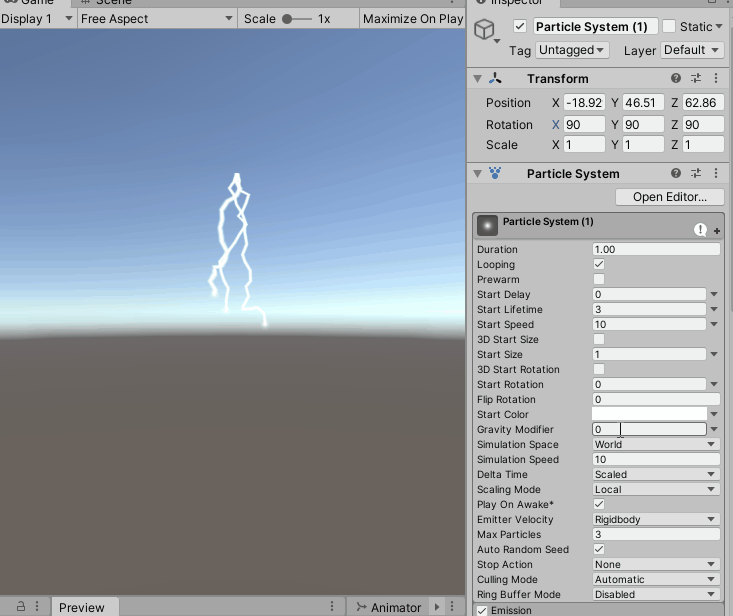 Game
Scene
Inspector
Display 1
Free Aspect
Scale
1x
Maximize On Play
Particle System (1)
Static
Tag
Untagged
Layer
Default
Transform
Position X -18.92 Y 46.51 Z 62.86
Rotation X 90 Y 90 Z 90
Scale X 1 Y 1 Z 1
Particle System
Open Editor...
Particle System (1)
Duration 1.00
Looping
Prewarm
Start Delay 0
Start Lifetime 3
Start Speed 10
3D Start Size
Start Size 1
3D Start Rotation
Start Rotation 0
Flip Rotation 0
Start Color
Gravity Modifier 0
Simulation Space World
Simulation Speed 10
Delta Time Scaled
Scaling Mode Local
Play On Awake*
Emitter Velocity Rigidbody
Max Particles 3
Auto Random Seed
Stop Action None
Culling Mode Automatic
Ring Buffer Mode Disabled
Emission
Preview
Animator